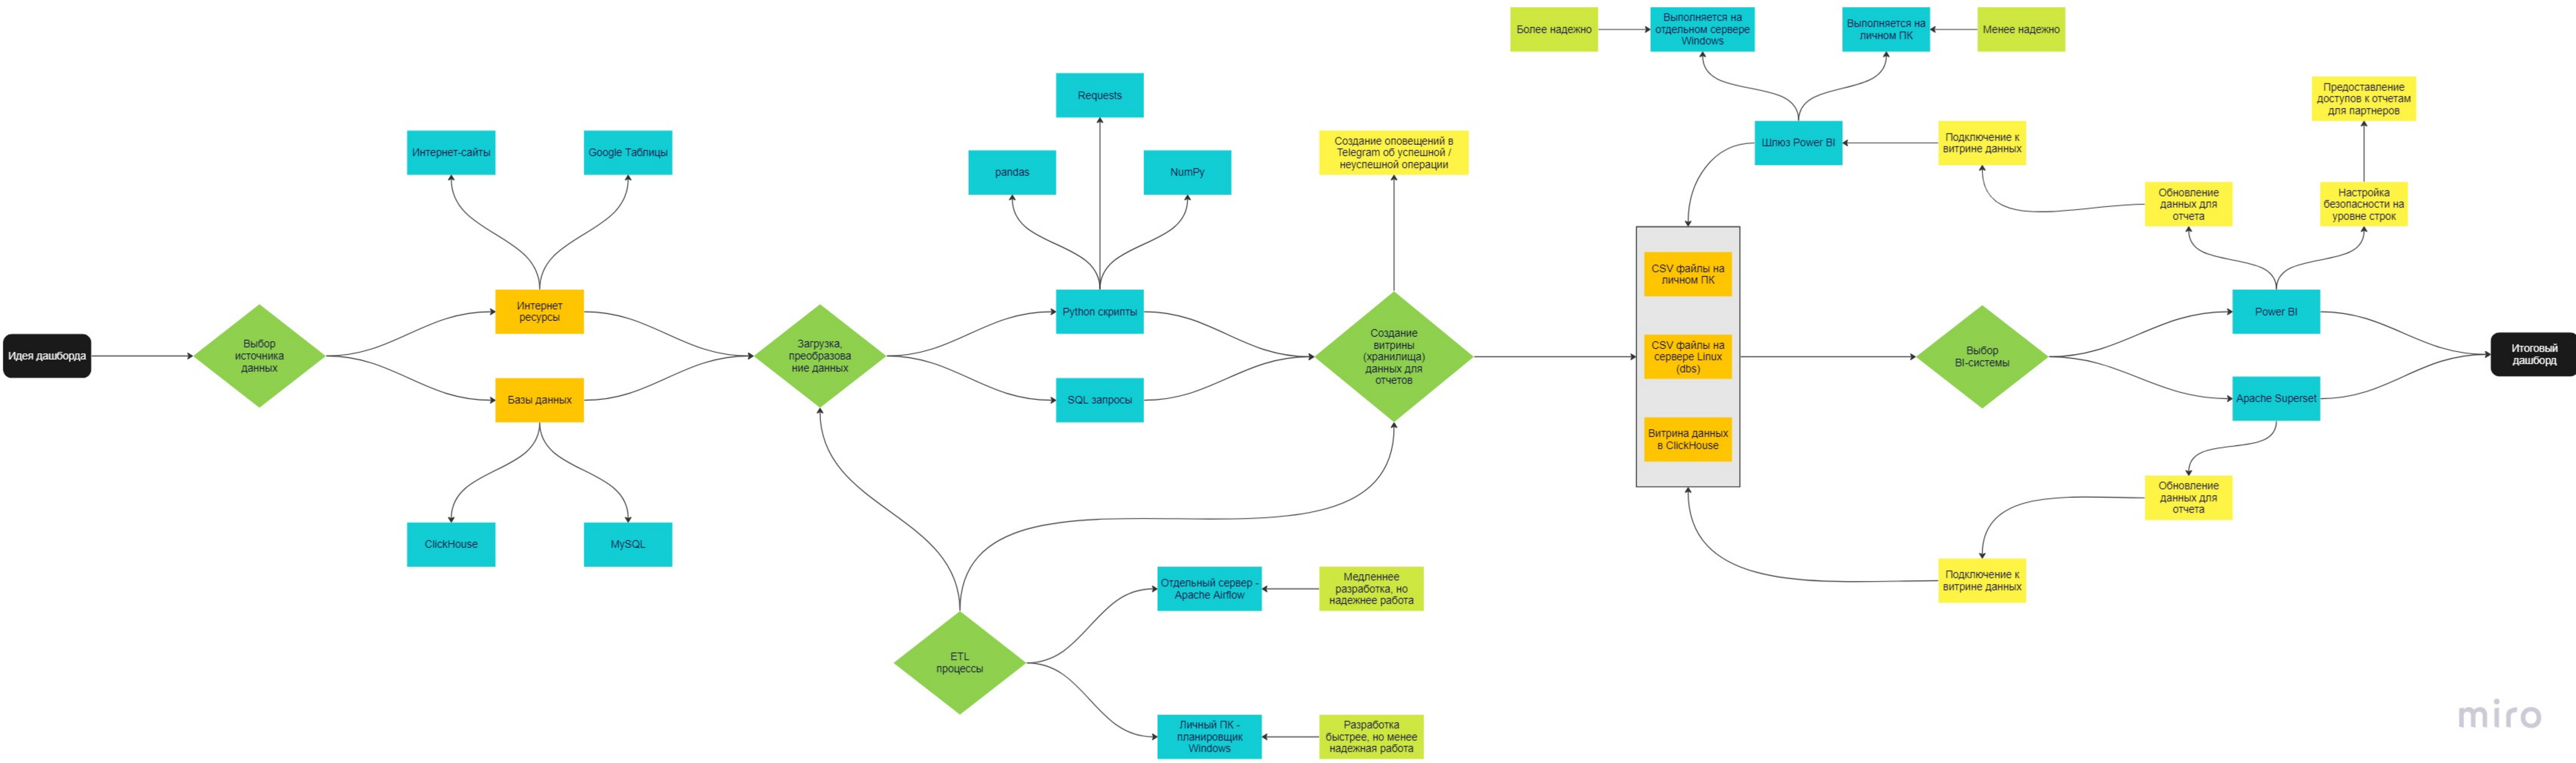 Более надежно
Выполняется на
отдельном сервере
Windows
Выполняется на
личном ПК
Менее надежно
Requests
Предоставление
доступов к отчетам
для партнеров
Интернет-сайты
Google Таблицы
pandas
NumPy
Создание оповещений в
Telegram об успешной /
неуспешной операции
Шлюз Power BI
Подключение к
витрине данных
Обновление
данных для
отчета
Настройка
безопасности на
уровне строк
Идея дашборда
Выбор
источника
данных
Интернет
ресурсы
Базы данных
Загрузка,
преобразова
ние данных
Python скрипты
SQL запросы
Создание
витрины
(хранилища)
данных для
отчетов
CSV файлы на
личном ПК
CSV файлы на
сервере Linux
(dbs)
Витрина данных
в ClickHouse
Выбор
BI-системы
Power BI
Apache Superset
Итоговый
дашборд
ClickHouse
MySQL
Обновление
данных для
отчета
Подключение к
витрине данных
ETL
процессы
Отдельный сервер -
Apache Airflow
Медленнее
разработка, но
надежнее работа
Личный ПК -
планировщик
Windows
Разработка
быстрее, но менее
надежная работа
miro